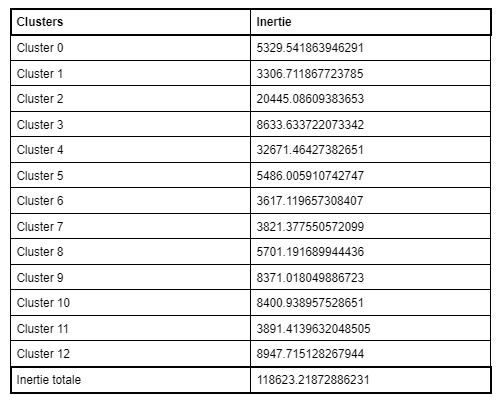 Clusters Inertie
Cluster 0 5329.541863946291
Cluster 1 3306.711867723785
Cluster 2 20445.08609383653
Cluster 3 8633.633722073342
Cluster 4 32671.46427382651
Cluster 5 5486.005910742747
Cluster 6 3617.119657308407
Cluster 7 3821.377550572099
Cluster 8 5701.191689944436
Cluster 9 8371.018049886723
Cluster 10 8400.938957528651
Cluster 11 3891.4139632048505
Cluster 12 8947.715128267944
Inertie totale 118623.21872886231